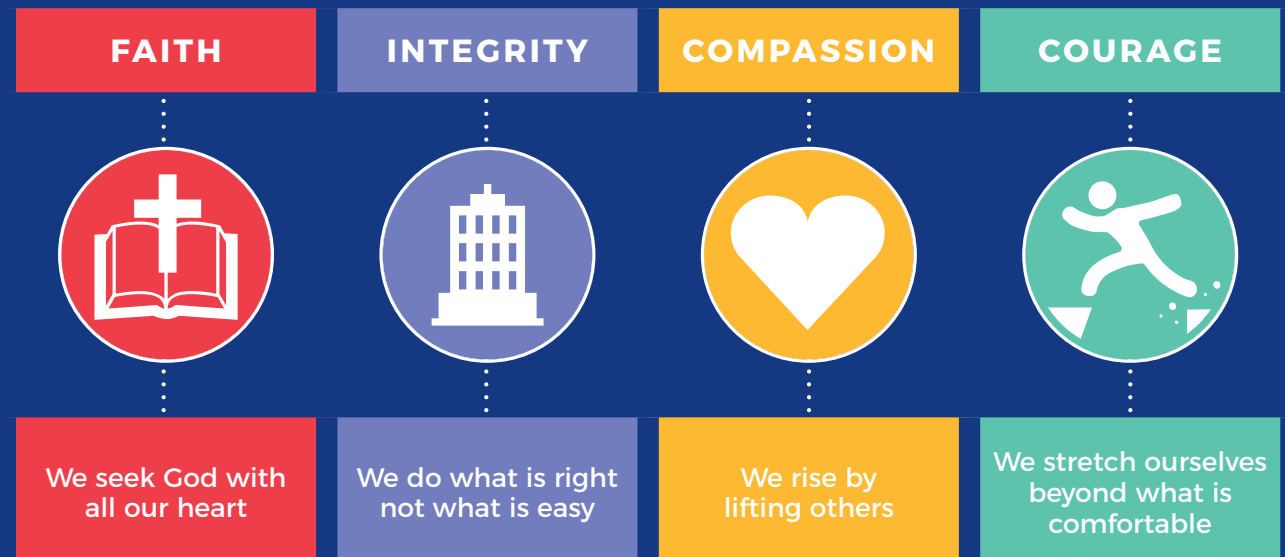 FAITH
INTEGRITY
COMPASSION
COURAGE
We seek God with
all our heart
We do what is right
not what is easy
We rise by
lifting others
We stretch ourselves
beyond what is
comfortable